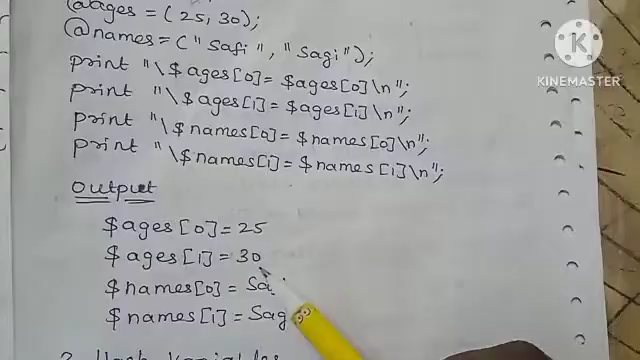 @ages = (25, 30);
@names = ("Safi", "Sagi");
print "\$ages[0] = $ages[0]\n";
print "\$ages[1] = $ages[1]\n";
print "\$names[0] = $names[0]\n";
print "\$names[1] = $names[1]\n";
Output
$ages[0] = 25
$ages[1] = 30
$names[0] = Sa
$names[1] = Sag
KINEMASTER